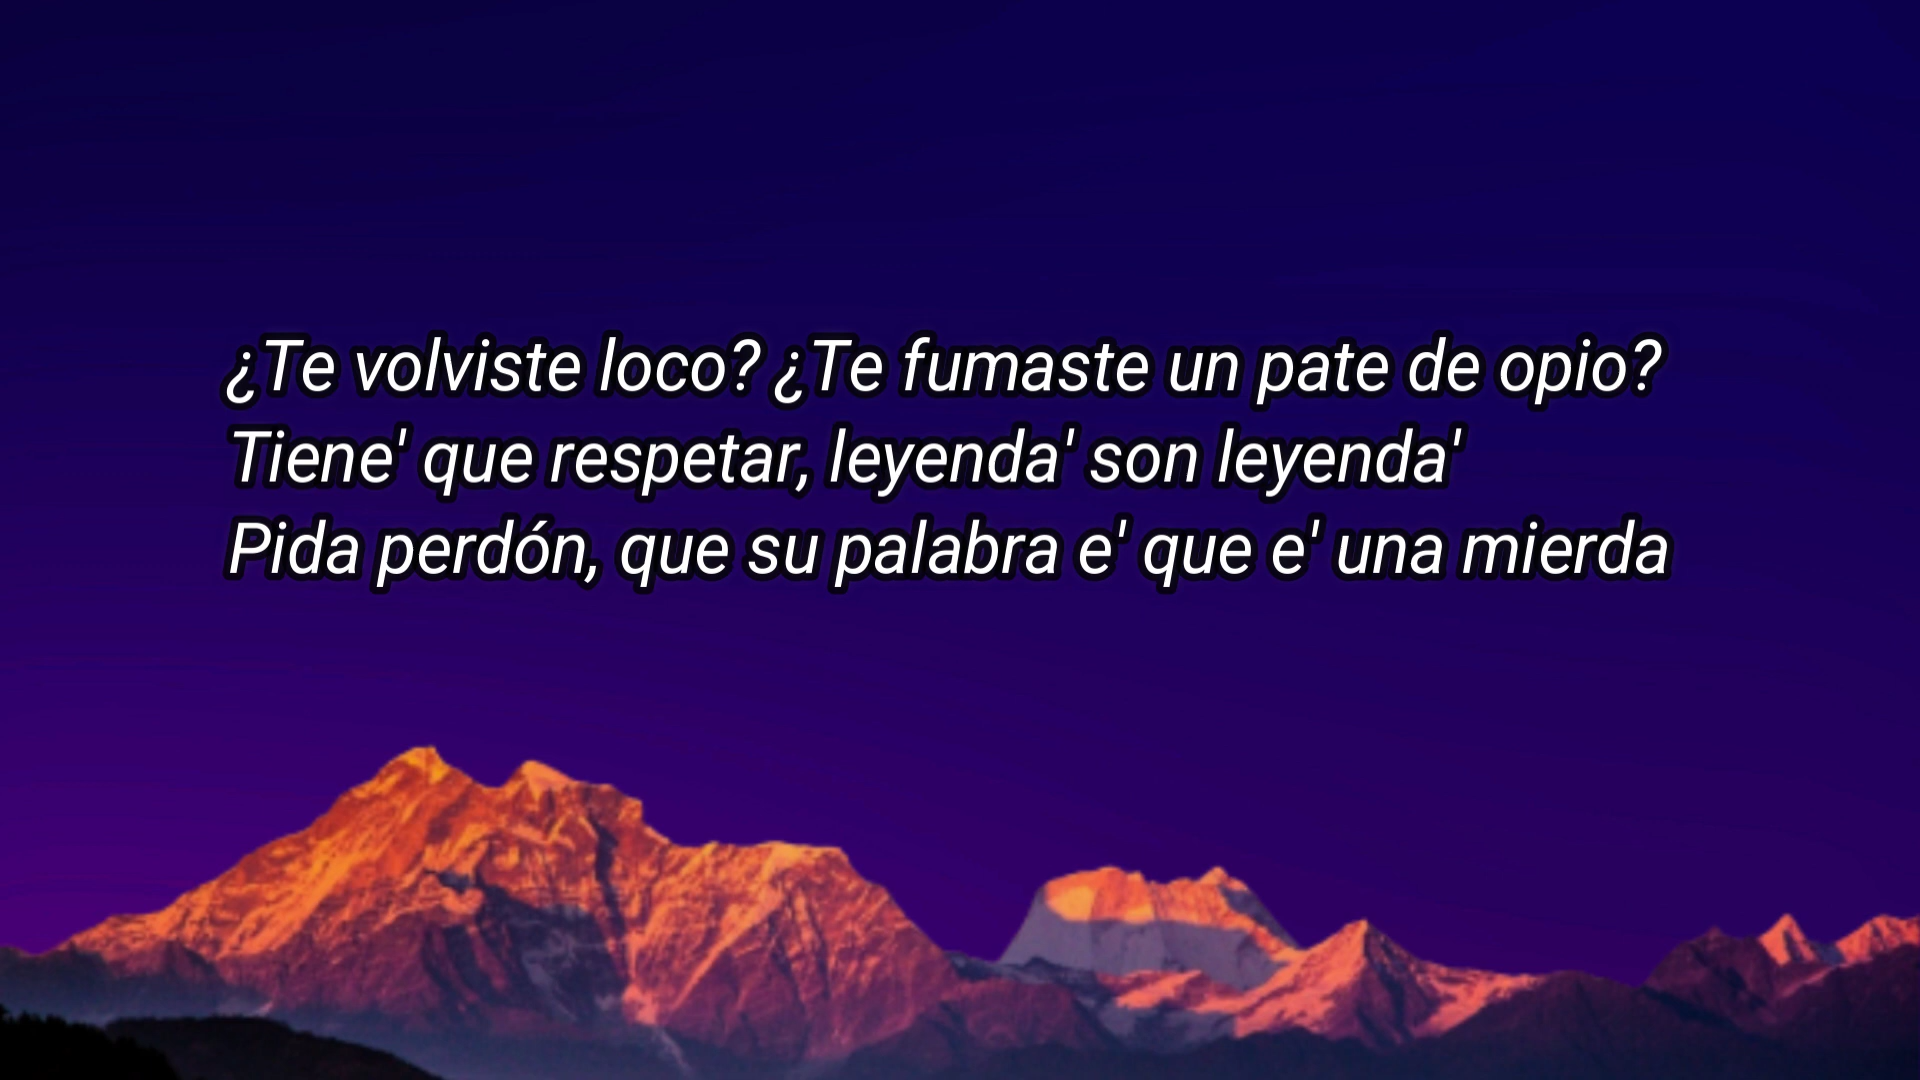 ¿Te volviste loco? ¿Te fumaste un pate de opio?
Tiene' que respetar, leyenda' son leyenda'
Pida perdón, que su palabra e' que e' una mierda